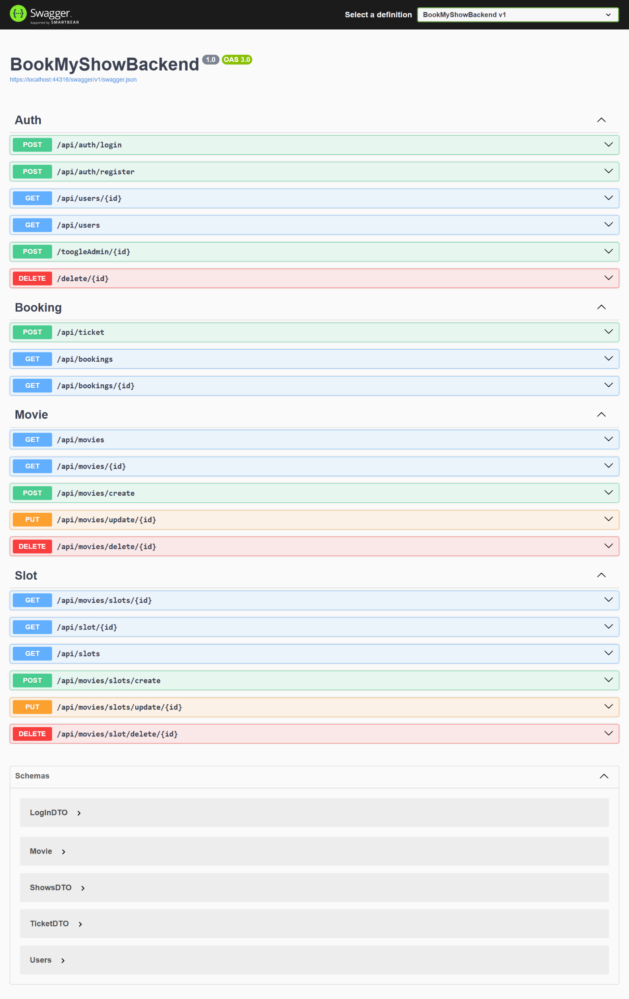 Swagger
Supported by SMARTBEAR
Select a definition
BookMyShowBackend v1
BookMyShowBackend 1.0 OAS 3.0
https://localhost:44316/swagger/v1/swagger.json
Auth
POST /api/auth/login
POST /api/auth/register
GET /api/users/{id}
GET /api/users
POST /toogleAdmin/{id}
DELETE /delete/{id}
Booking
POST /api/ticket
GET /api/bookings
GET /api/bookings/{id}
Movie
GET /api/movies
GET /api/movies/{id}
POST /api/movies/create
PUT /api/movies/update/{id}
DELETE /api/movies/delete/{id}
Slot
GET /api/movies/slots/{id}
GET /api/slot/{id}
GET /api/slots
POST /api/movies/slots/create
PUT /api/movies/slots/update/{id}
DELETE /api/movies/slot/delete/{id}
Schemas
LogInDTO
Movie
ShowsDTO
TicketDTO
Users